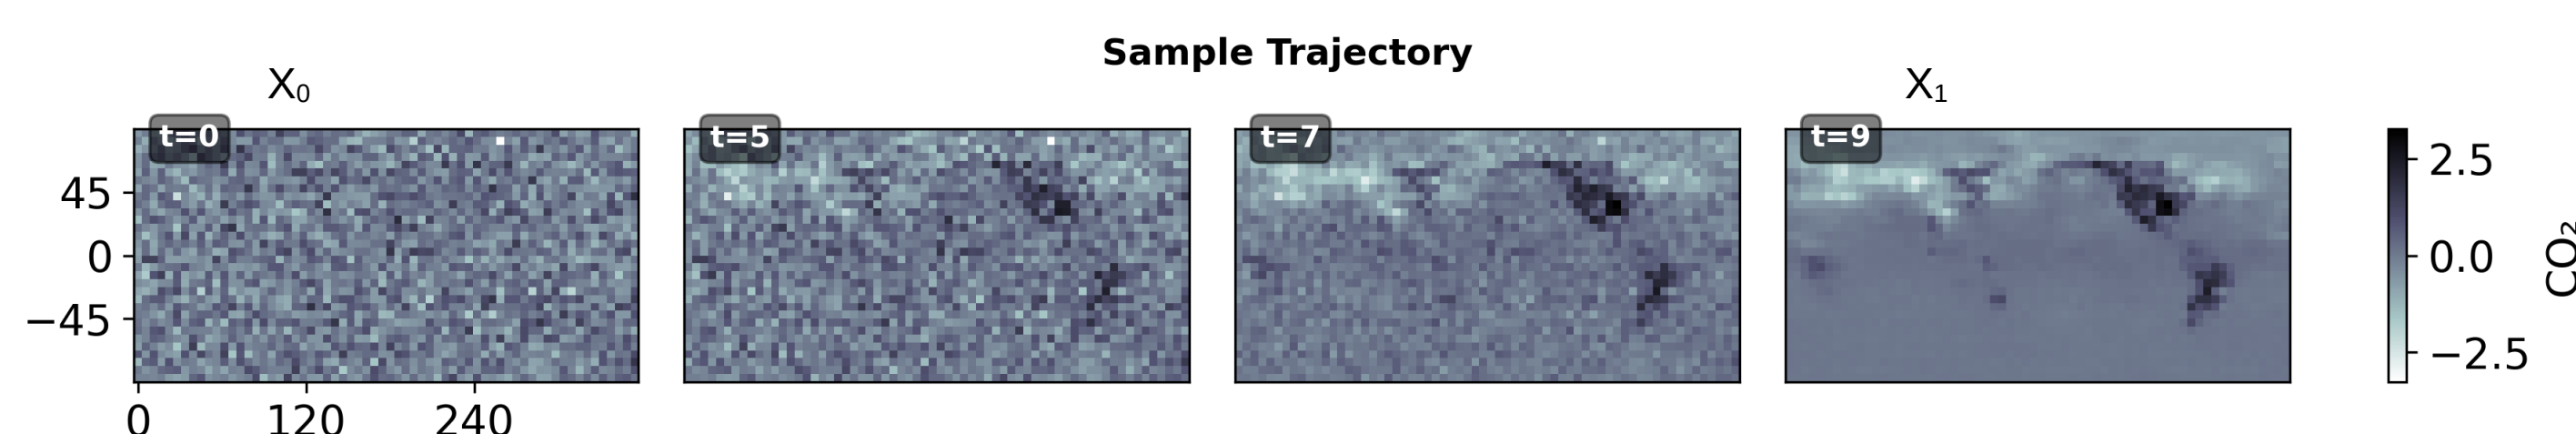 Sample Trajectory
X₀
X₁
t=0
t=5
t=7
t=9
45
0
−45
0
120
240
2.5
0.0
−2.5
CO₂